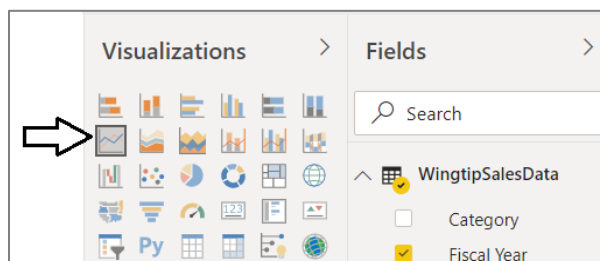 Visualizations
Fields
Search
123
Py
WingtipSalesData
Category
Fiscal Year